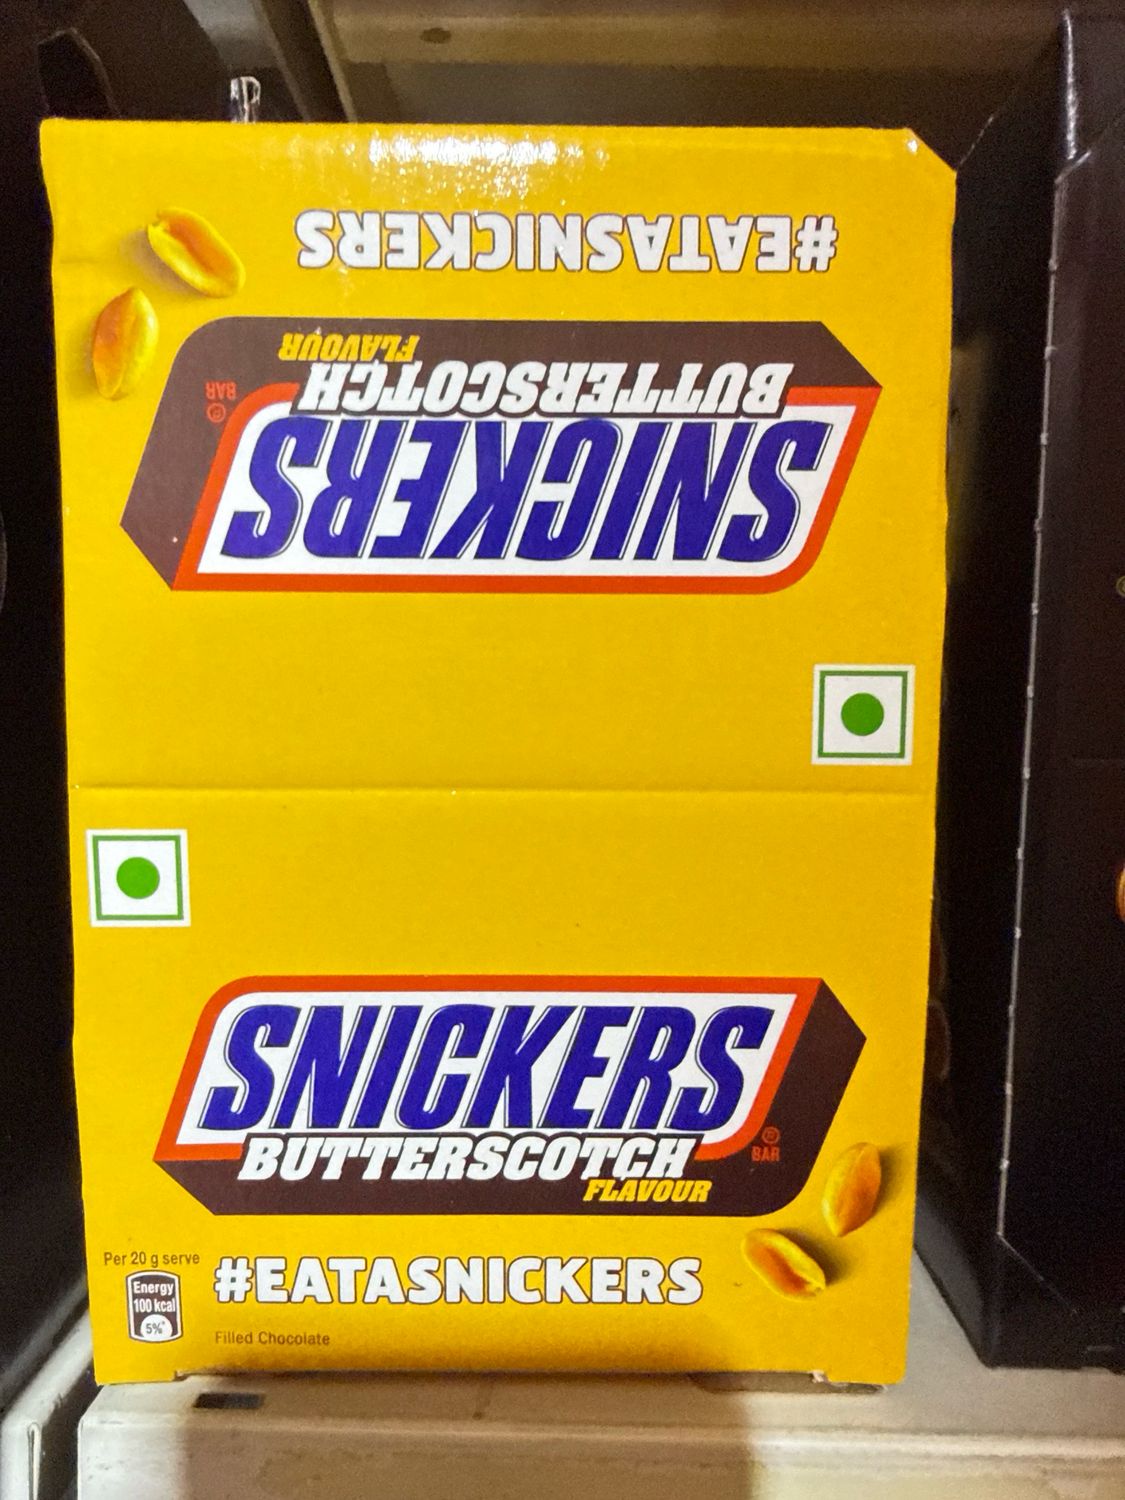 #EATASNICKERS
SNICKERS
BUTTERSCOTCH
FLAVOUR
® BAR
SNICKERS
BUTTERSCOTCH
FLAVOUR
® BAR
Per 20 g serve
Energy
100 kcal
5%*
#EATASNICKERS
Filled Chocolate